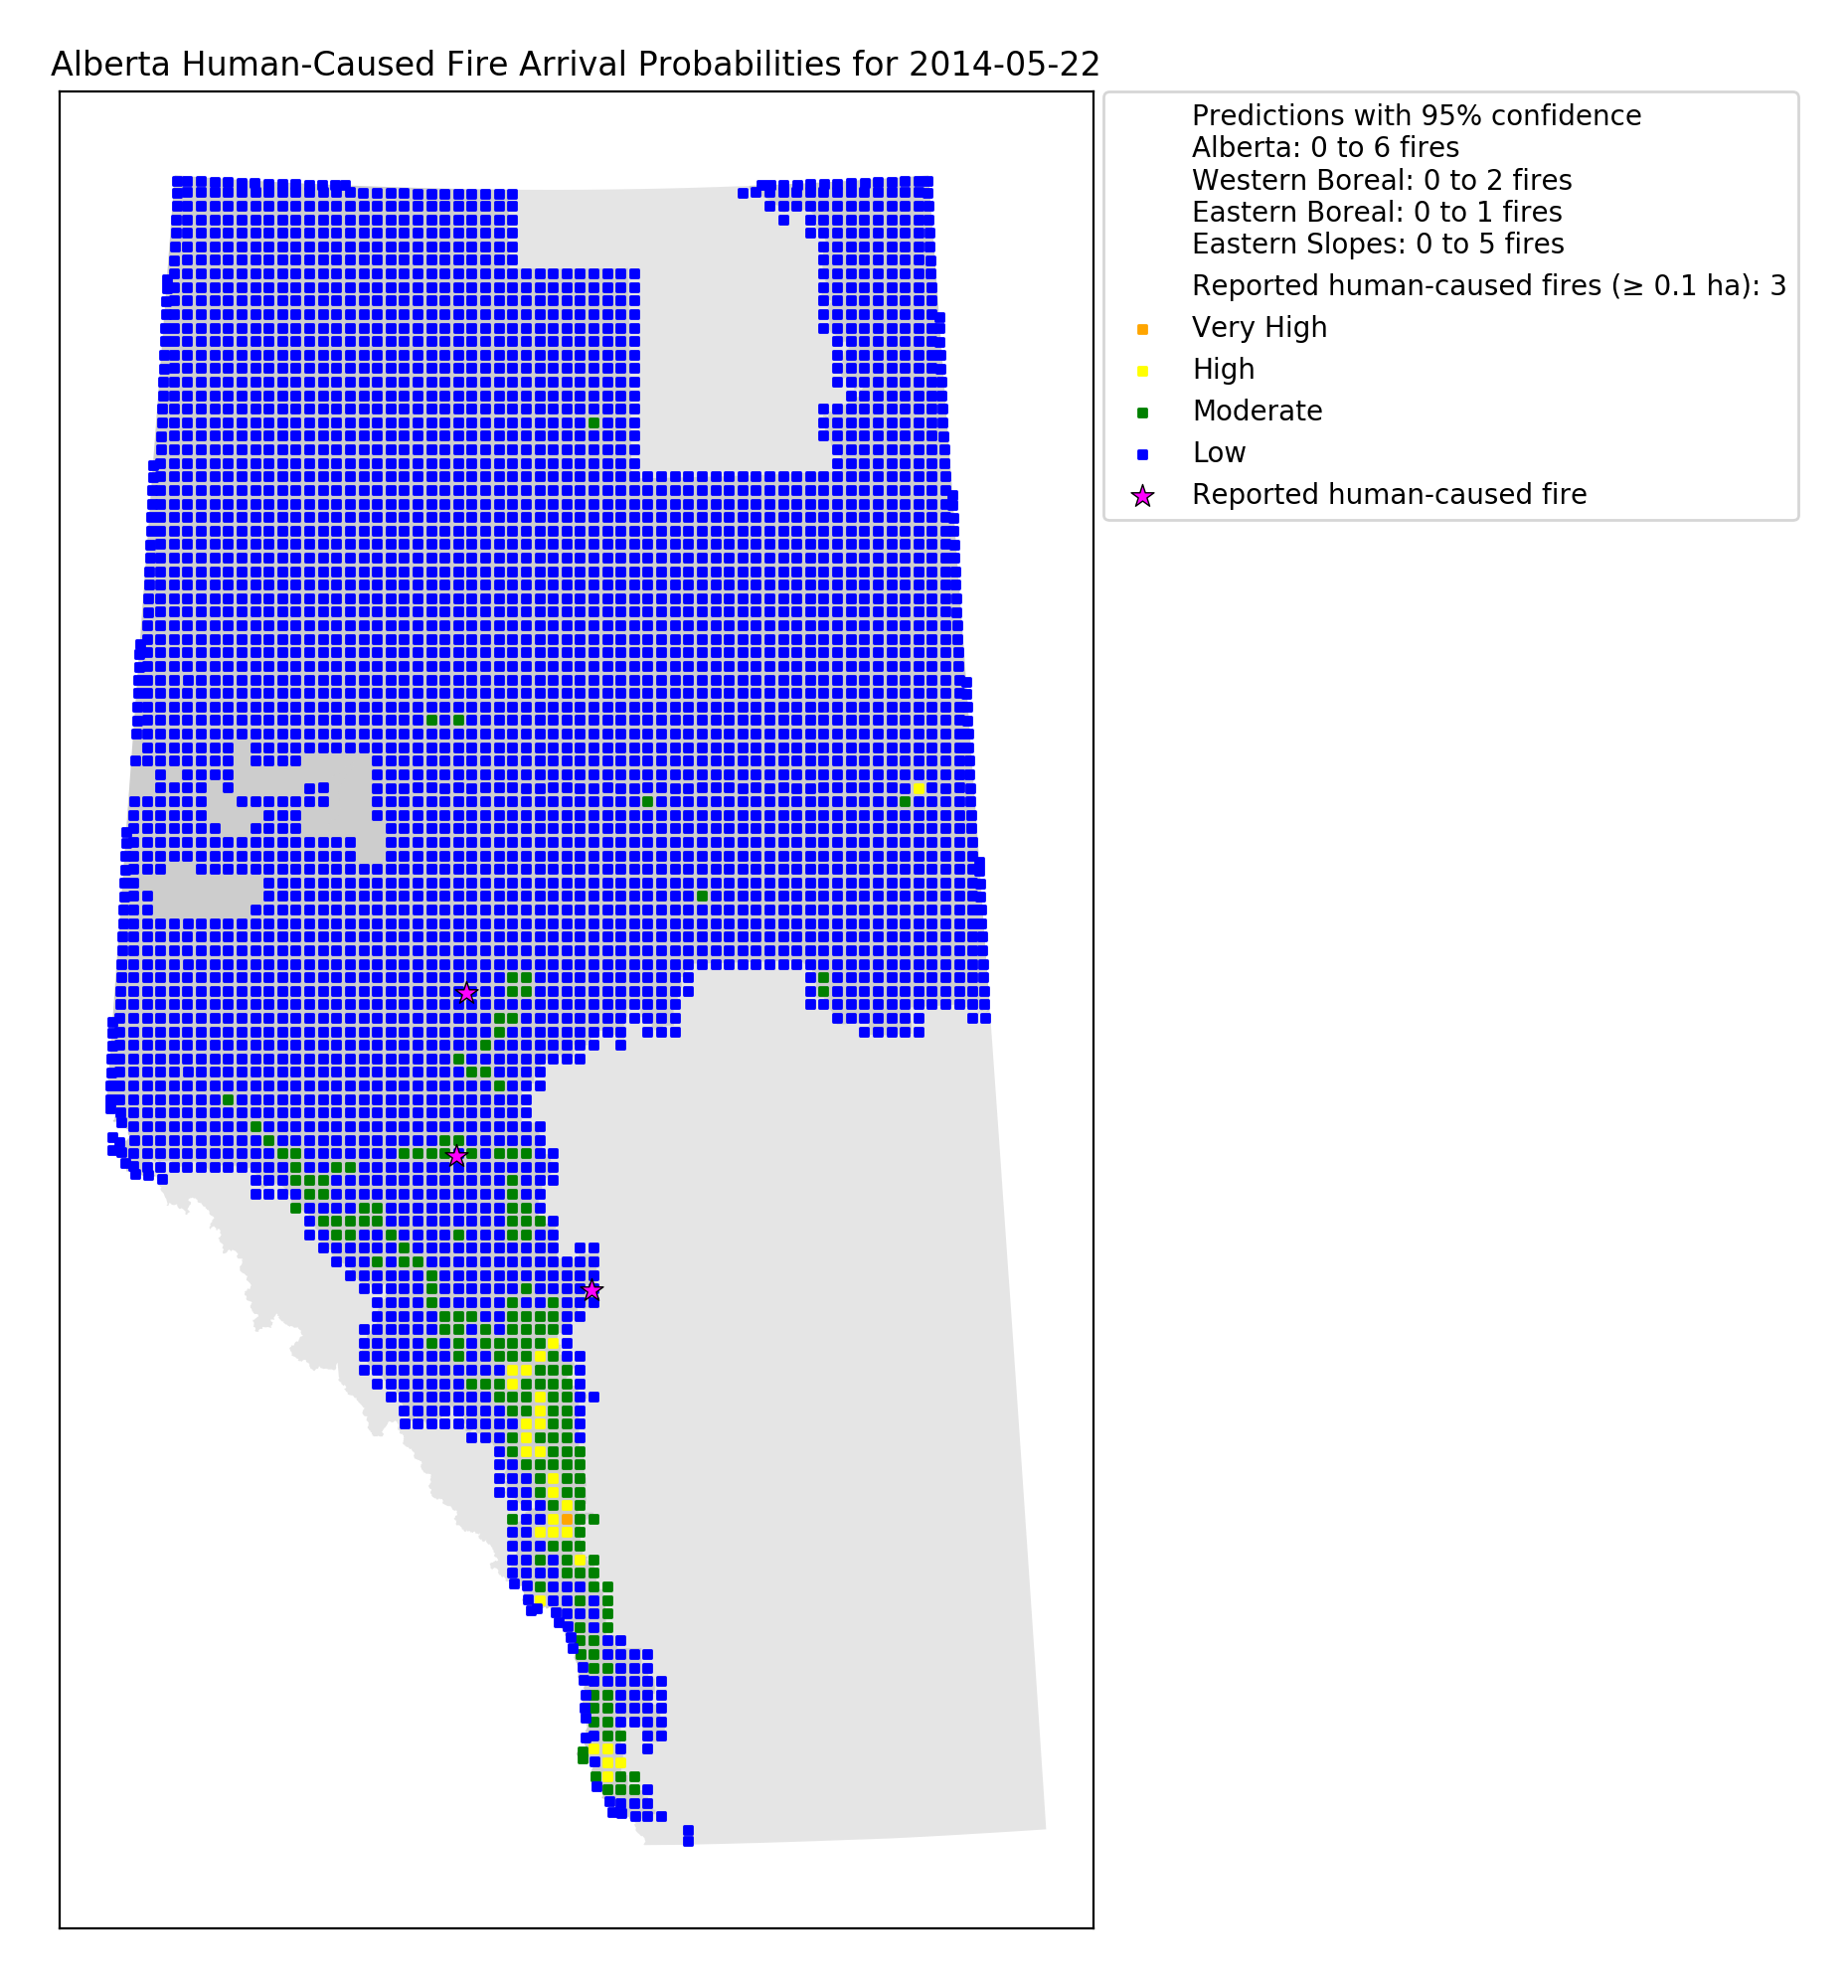 Alberta Human-Caused Fire Arrival Probabilities for 2014-05-22
Predictions with 95% confidence
Alberta: 0 to 6 fires
Western Boreal: 0 to 2 fires
Eastern Boreal: 0 to 1 fires
Eastern Slopes: 0 to 5 fires
Reported human-caused fires (≥ 0.1 ha): 3
Very High
High
Moderate
Low
Reported human-caused fire